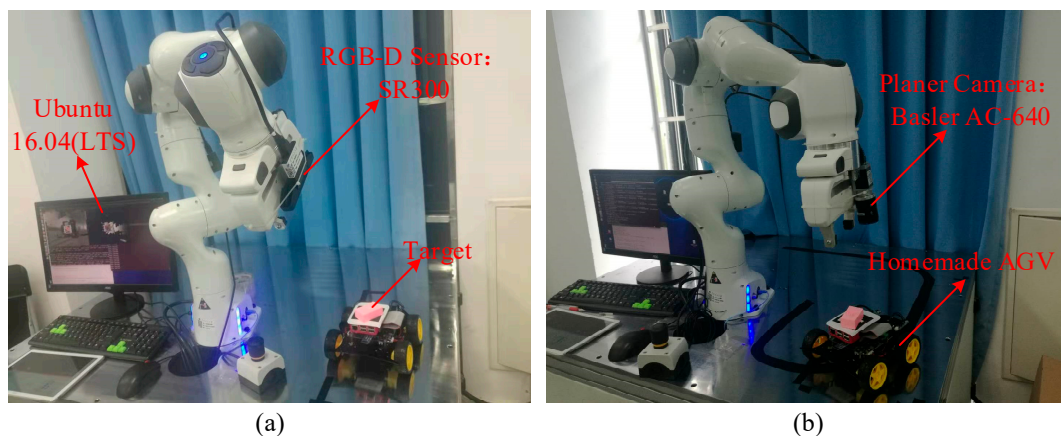 RGB-D Sensor：
SR300
Ubuntu
16.04(LTS)
Target
(a)
Planer Camera：
Basler AC-640
Homemade AGV
(b)